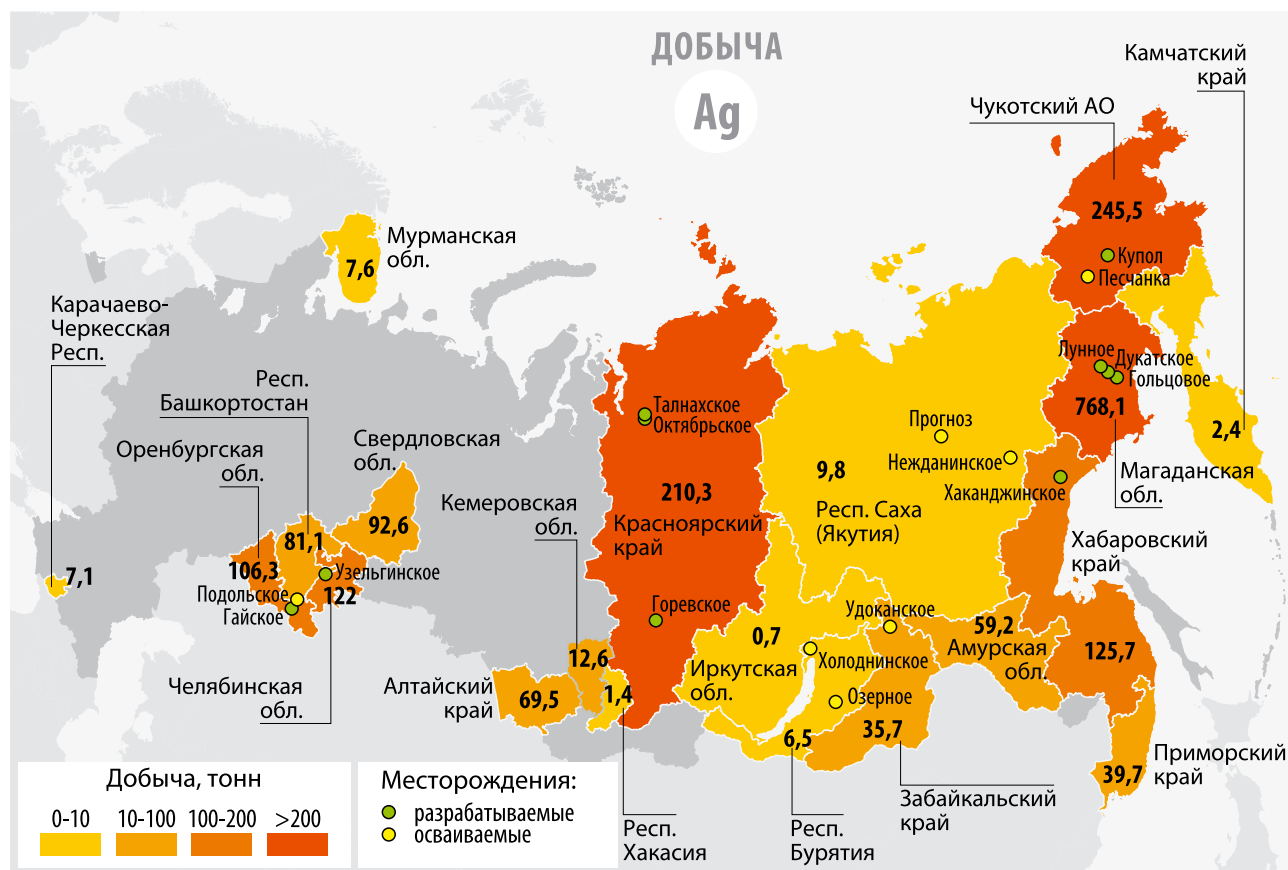 ДОБЫЧА
Ag
Камчатский
край
Чукотский АО
245,5
Купол
Песчанка
Мурманская
обл.
7,6
Карачаево-
Черкесская
Респ.
Респ.
Башкортостан
Оренбургская
обл.
Свердловская
обл.
Кемеровская
обл.
Талнахское
Октябрьское
210,3
Красноярский
край
Горевское
Прогноз
Нежданинское
Хаканджинское
9,8
Респ. Саха
(Якутия)
Лунное
Дукатское
Гольцовое
768,1
2,4
Магаданская
обл.
Хабаровский
край
92,6
81,1
106,3
7,1
Узельгинское
Подольское
122
Гайское
Челябинская
обл.
Алтайский
край
69,5
12,6
1,4
0,7
Иркутская
обл.
Удоканское
Холоднинское
Озерное
59,2
Амурская
обл.
125,7
6,5
35,7
39,7
Приморский
край
Забайкальский
край
Респ.
Хакасия
Респ.
Бурятия
Добыча, тонн
0-10
10-100
100-200
>200
Месторождения:
разрабатываемые
осваиваемые